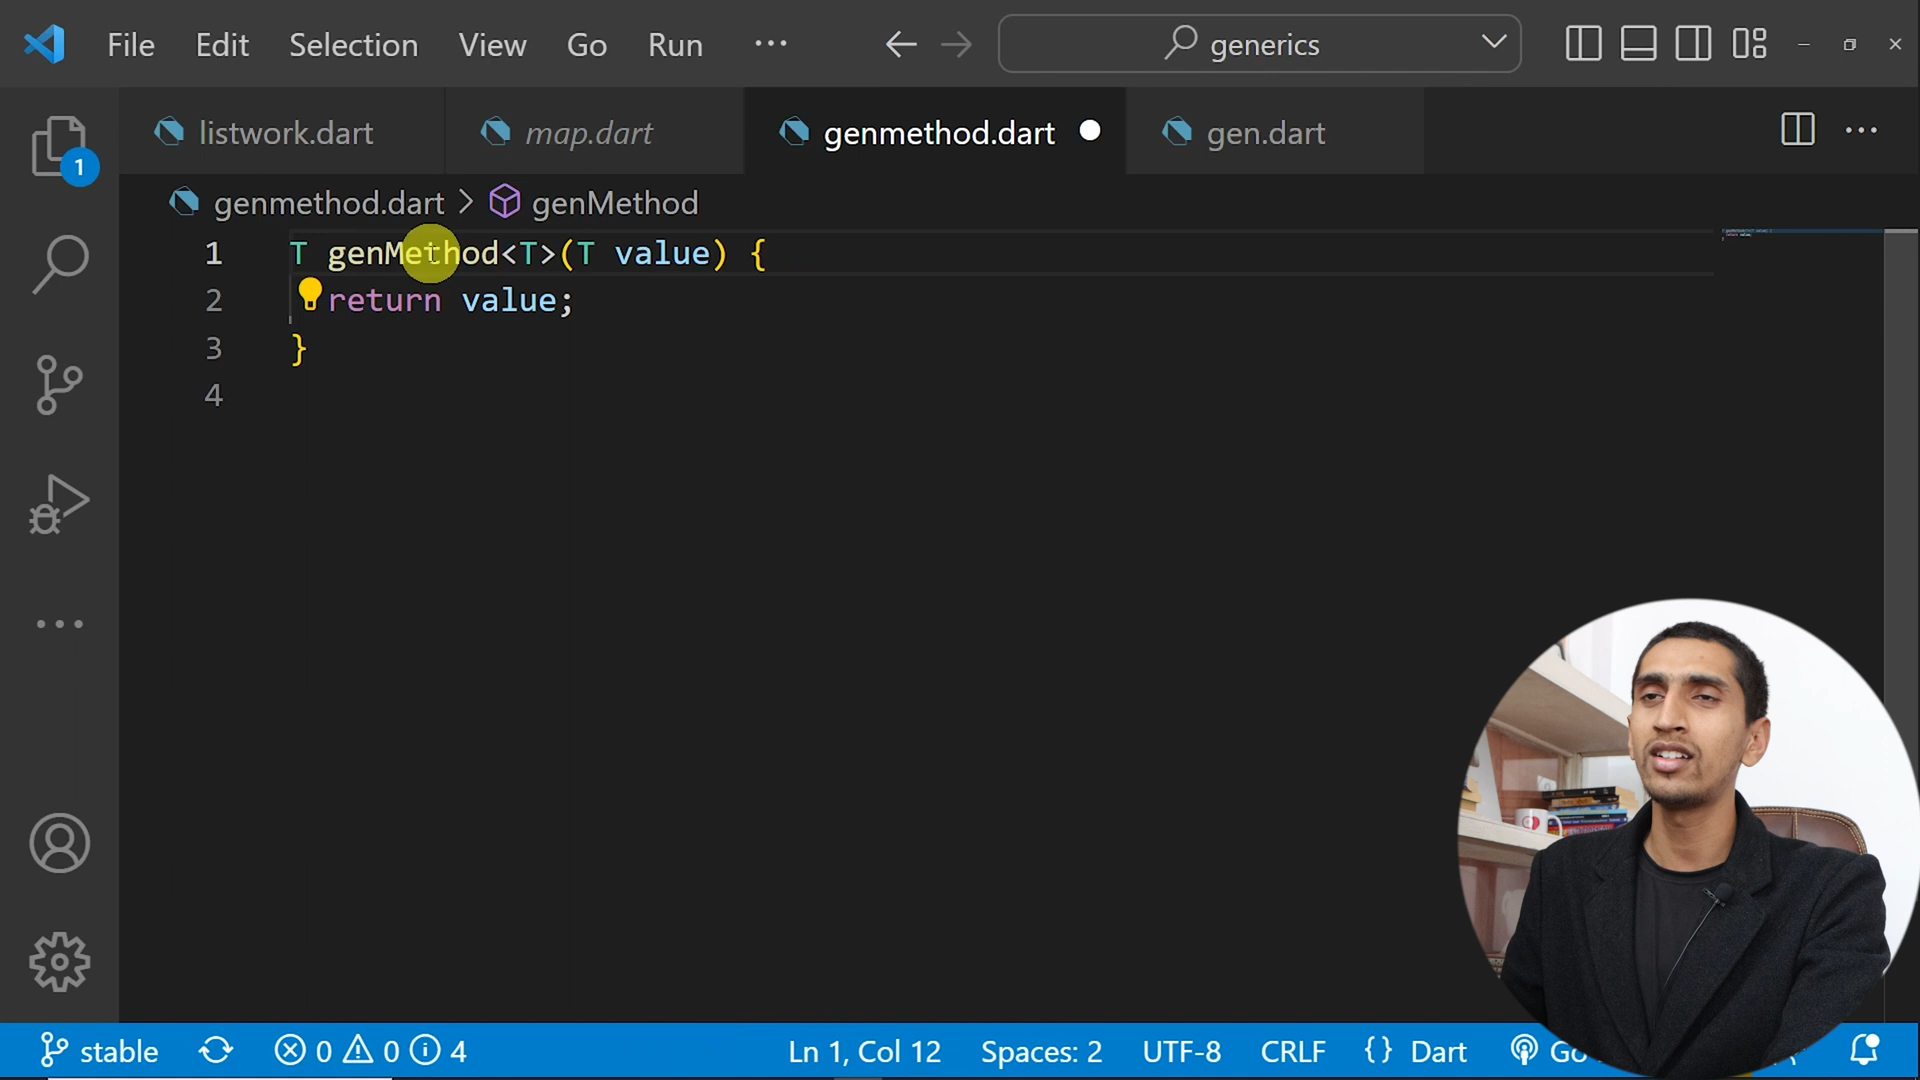 File Edit Selection View Go Run ··· generics
1
listwork.dart map.dart genmethod.dart gen.dart
genmethod.dart > genMethod
1 T genMethod<T>(T value) {
2 return value;
3 }
4
stable 0 0 4 Ln 1, Col 12 Spaces: 2 UTF-8 CRLF {} Dart Go